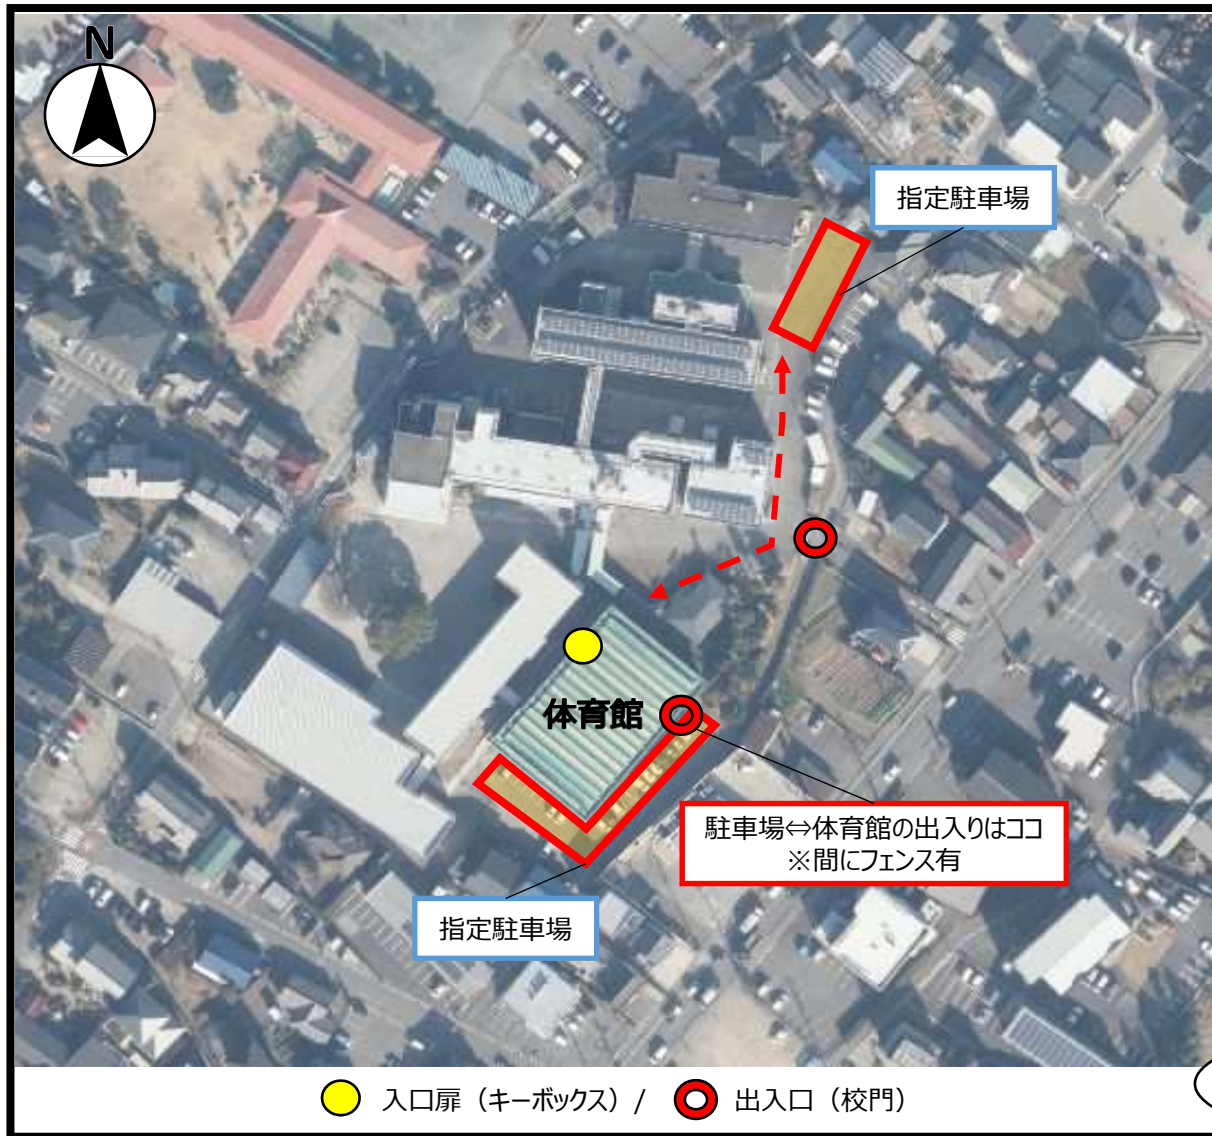 N
指定駐車場
体育館
駐車場⇔体育館の出入りはココ
※間にフェンス有
指定駐車場
入口扉（キーボックス）/ 出入口（校門）